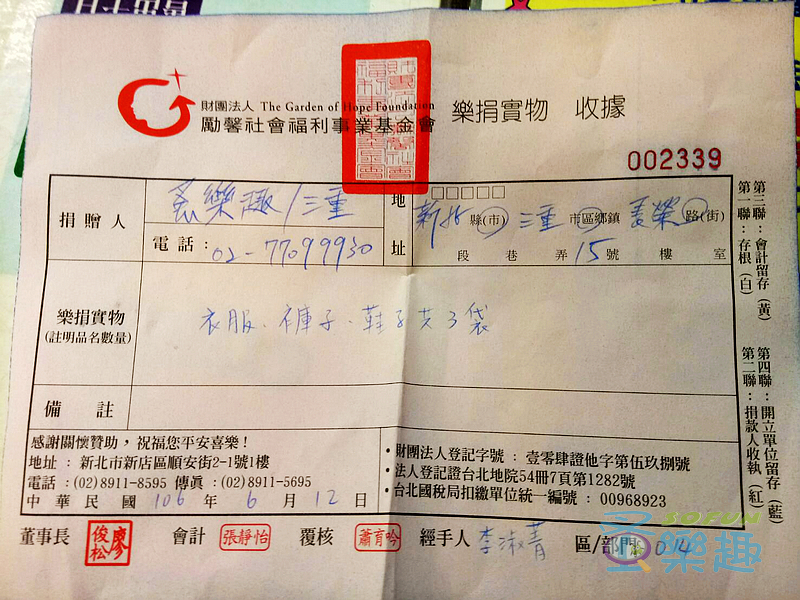 財團法人 The Garden of Hope Foundation
勵馨社會福利事業基金會
樂捐實物 收據
002339
捐贈人
樂趣/三重
電話：02-77099930
地址
新北 縣(市) 三重 市區鄉鎮 榮 路(街)
段 巷 弄 15 號 樓 室
樂捐實物
(註明品名數量)
衣服、褲子、鞋子共3袋
備註
感謝關懷贊助，祝福您平安喜樂！
地址：新北市新店區順安街2-1號1樓
電話：(02)8911-8595 傳眞：(02)8911-5695
中華民國 106 年 6 月 12 日
・財團法人登記字號：壹零肆證他字第伍玖捌號
・法人登記證台北地院54冊7頁第1282號
・台北國稅局扣繳單位統一編號：00968923
董事長 廖俊松 會計 張靜怡 覆核 蕭育吟 經手人 李淑菁 區/部門 014
第一聯：存根(白)
第二聯：捐款人收執(紅)
第三聯：會計留存(黃)
第四聯：開立單位留存(藍)
SOFUN
樂趣